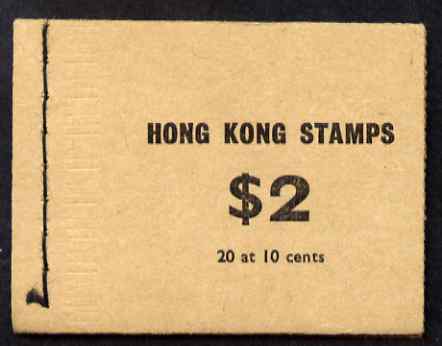 HONG KONG STAMPS
$2
20 at 10 cents